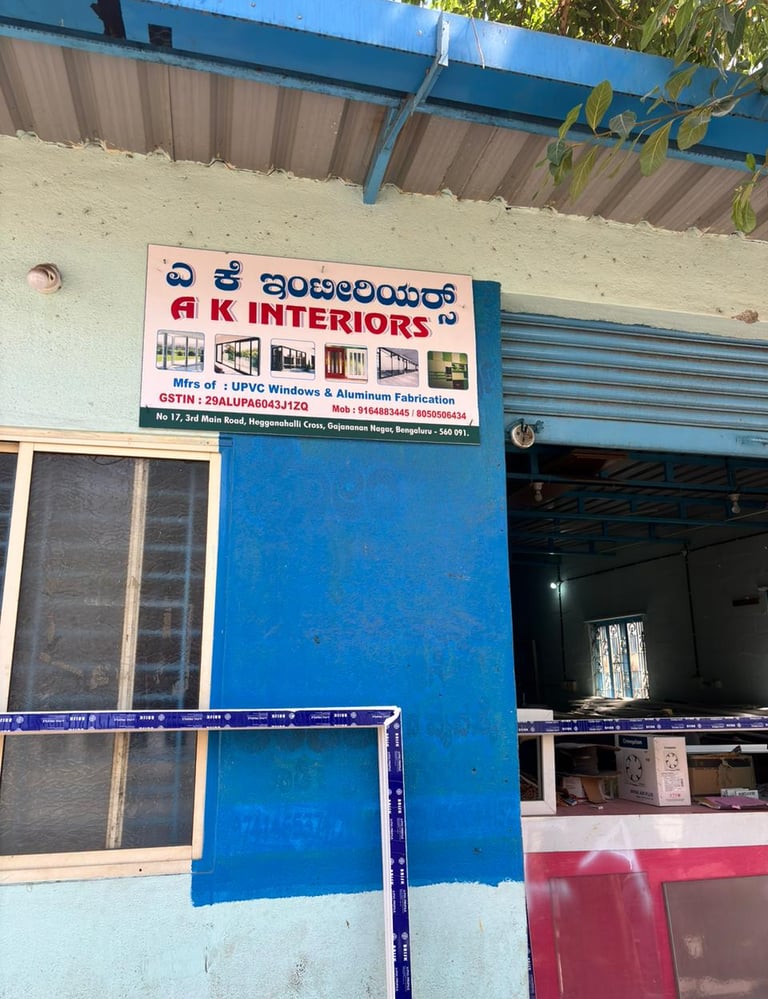 ಎ ಕೆ ಇಂಟೀರಿಯರ್ಸ್
A K INTERIORS
Mfrs of : UPVC Windows & Aluminum Fabrication
GSTIN : 29ALUPA6043J1ZQ
Mob : 9164883445 / 8050506434
No 17, 3rd Main Road, Hegganahalli Cross, Gajananan Nagar, Bengaluru - 560 091.
Crompton